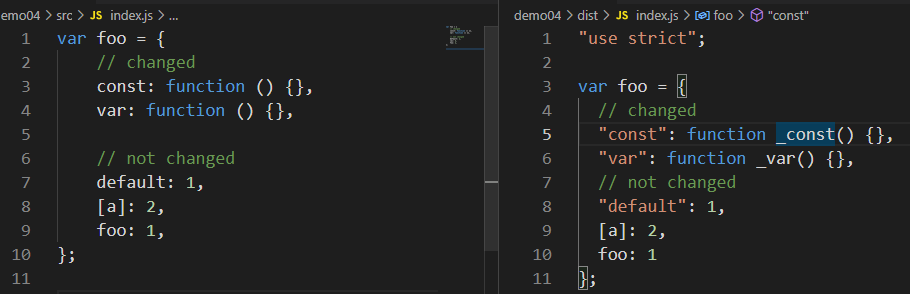 emo04 > src > JS index.js > ...
1 var foo = {
2 // changed
3 const: function () {},
4 var: function () {},
5
6 // not changed
7 default: 1,
8 [a]: 2,
9 foo: 1,
10 };
11
demo04 > dist > JS index.js > foo > "const"
1 "use strict";
2
3 var foo = {
4 // changed
5 "const": function _const() {},
6 "var": function _var() {},
7 // not changed
8 "default": 1,
9 [a]: 2,
10 foo: 1
11 };